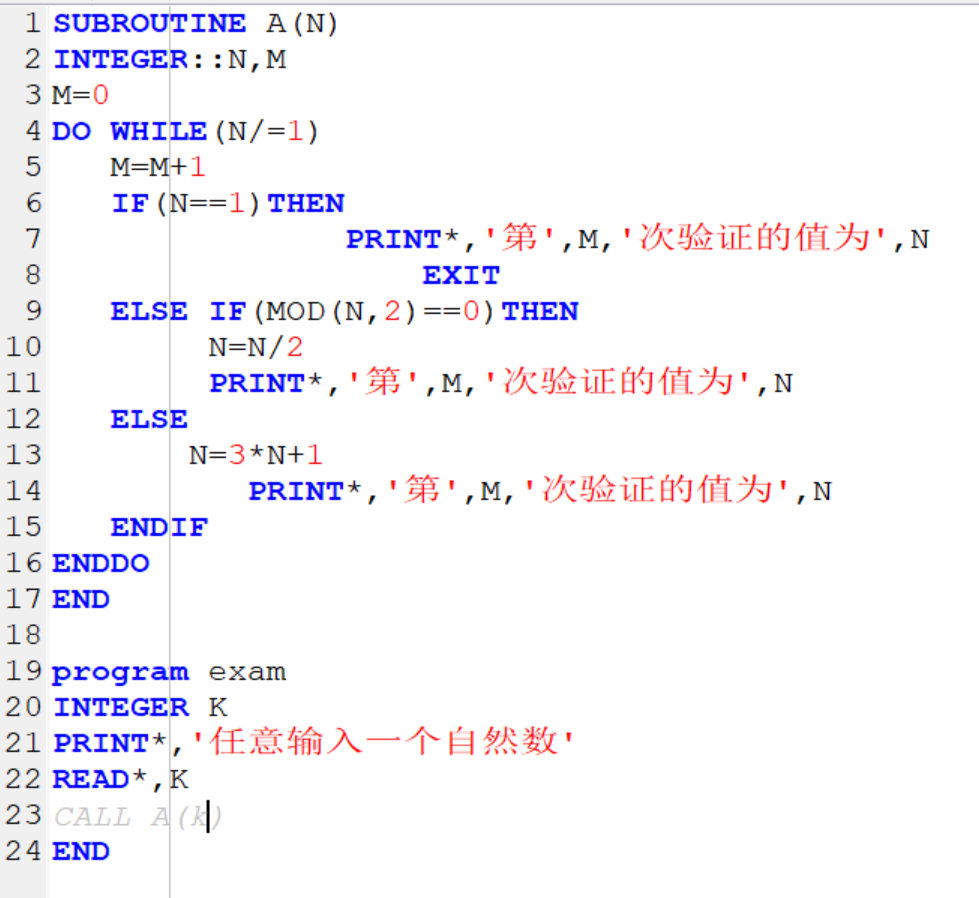 1 SUBROUTINE A(N)
2 INTEGER::N,M
3 M=0
4 DO WHILE(N/=1)
5 M=M+1
6 IF(N==1)THEN
7 PRINT*,'第',M,'次验证的值为',N
8 EXIT
9 ELSE IF(MOD(N,2)==0)THEN
10 N=N/2
11 PRINT*,'第',M,'次验证的值为',N
12 ELSE
13 N=3*N+1
14 PRINT*,'第',M,'次验证的值为',N
15 ENDIF
16 ENDDO
17 END
18
19 program exam
20 INTEGER K
21 PRINT*,'任意输入一个自然数'
22 READ*,K
23 CALL A(k)
24 END